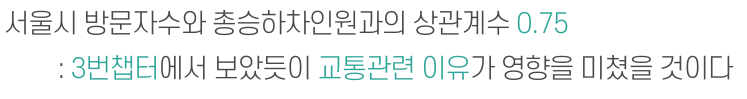 서울시 방문자수와 총승하차인원과의 상관계수 0.75
: 3번챕터에서 보았듯이 교통관련 이유가 영향을 미쳤을 것이다